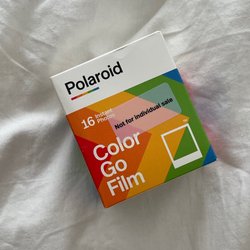 Polaroid
16 Instant
Photos
Not for individual sale
Color
Go
Film